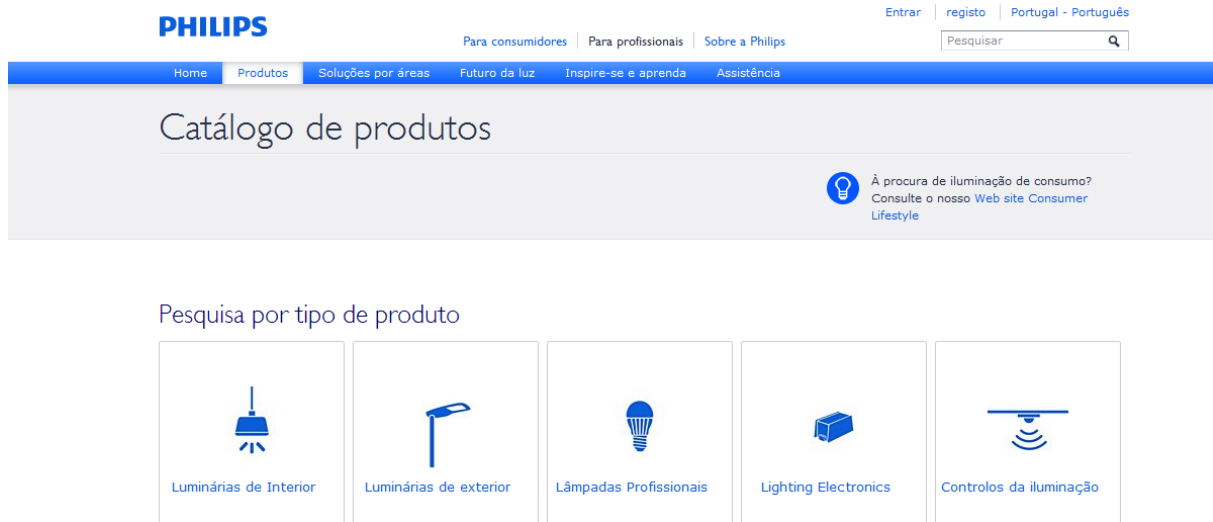 Entrar registo Portugal - Português
PHILIPS
Para consumidores Para profissionais Sobre a Philips Pesquisar
Home Produtos Soluções por áreas Futuro da luz Inspire-se e aprenda Assistência
Catálogo de produtos
À procura de iluminação de consumo?
Consulte o nosso Web site Consumer
Lifestyle
Pesquisa por tipo de produto
Luminárias de Interior Luminárias de exterior Lâmpadas Profissionais Lighting Electronics Controlos da iluminação